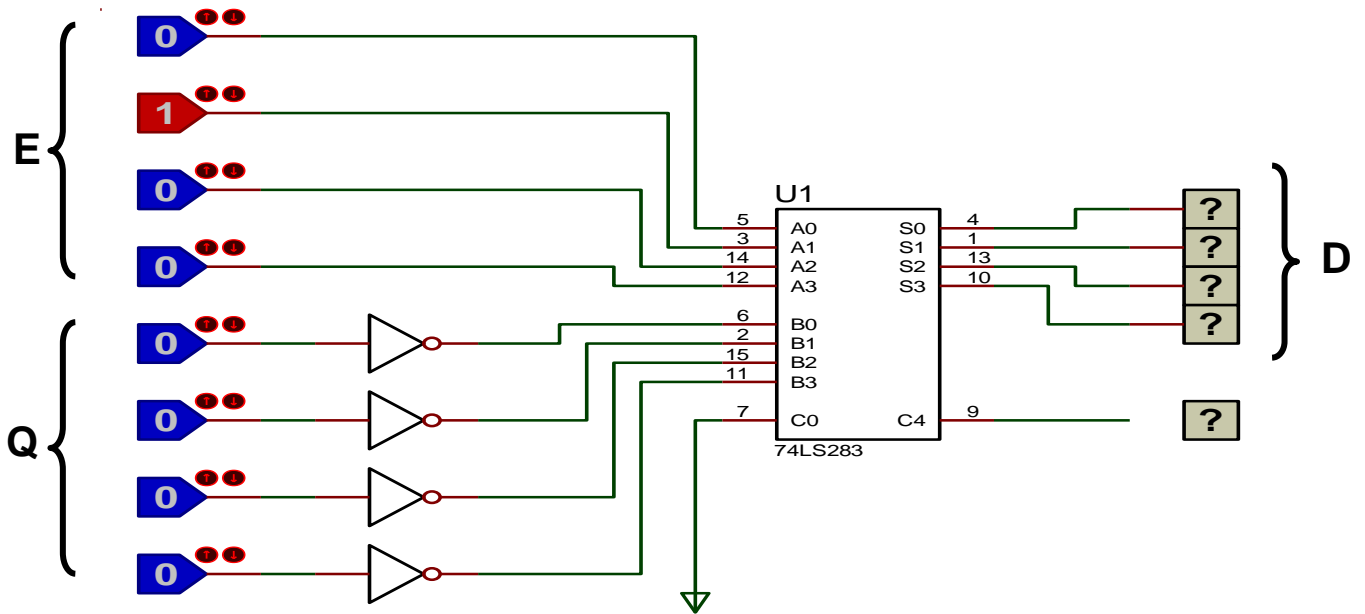 0
1
E
0
0
U1
5 A0 S0 4 ?
3 A1 S1 1 ?
14 A2 S2 13 ?
12 A3 S3 10 ?
D
0 6 B0
2 B1
15 B2
11 B3
0 7 C0 C4 9 ?
74LS283
Q
0
0